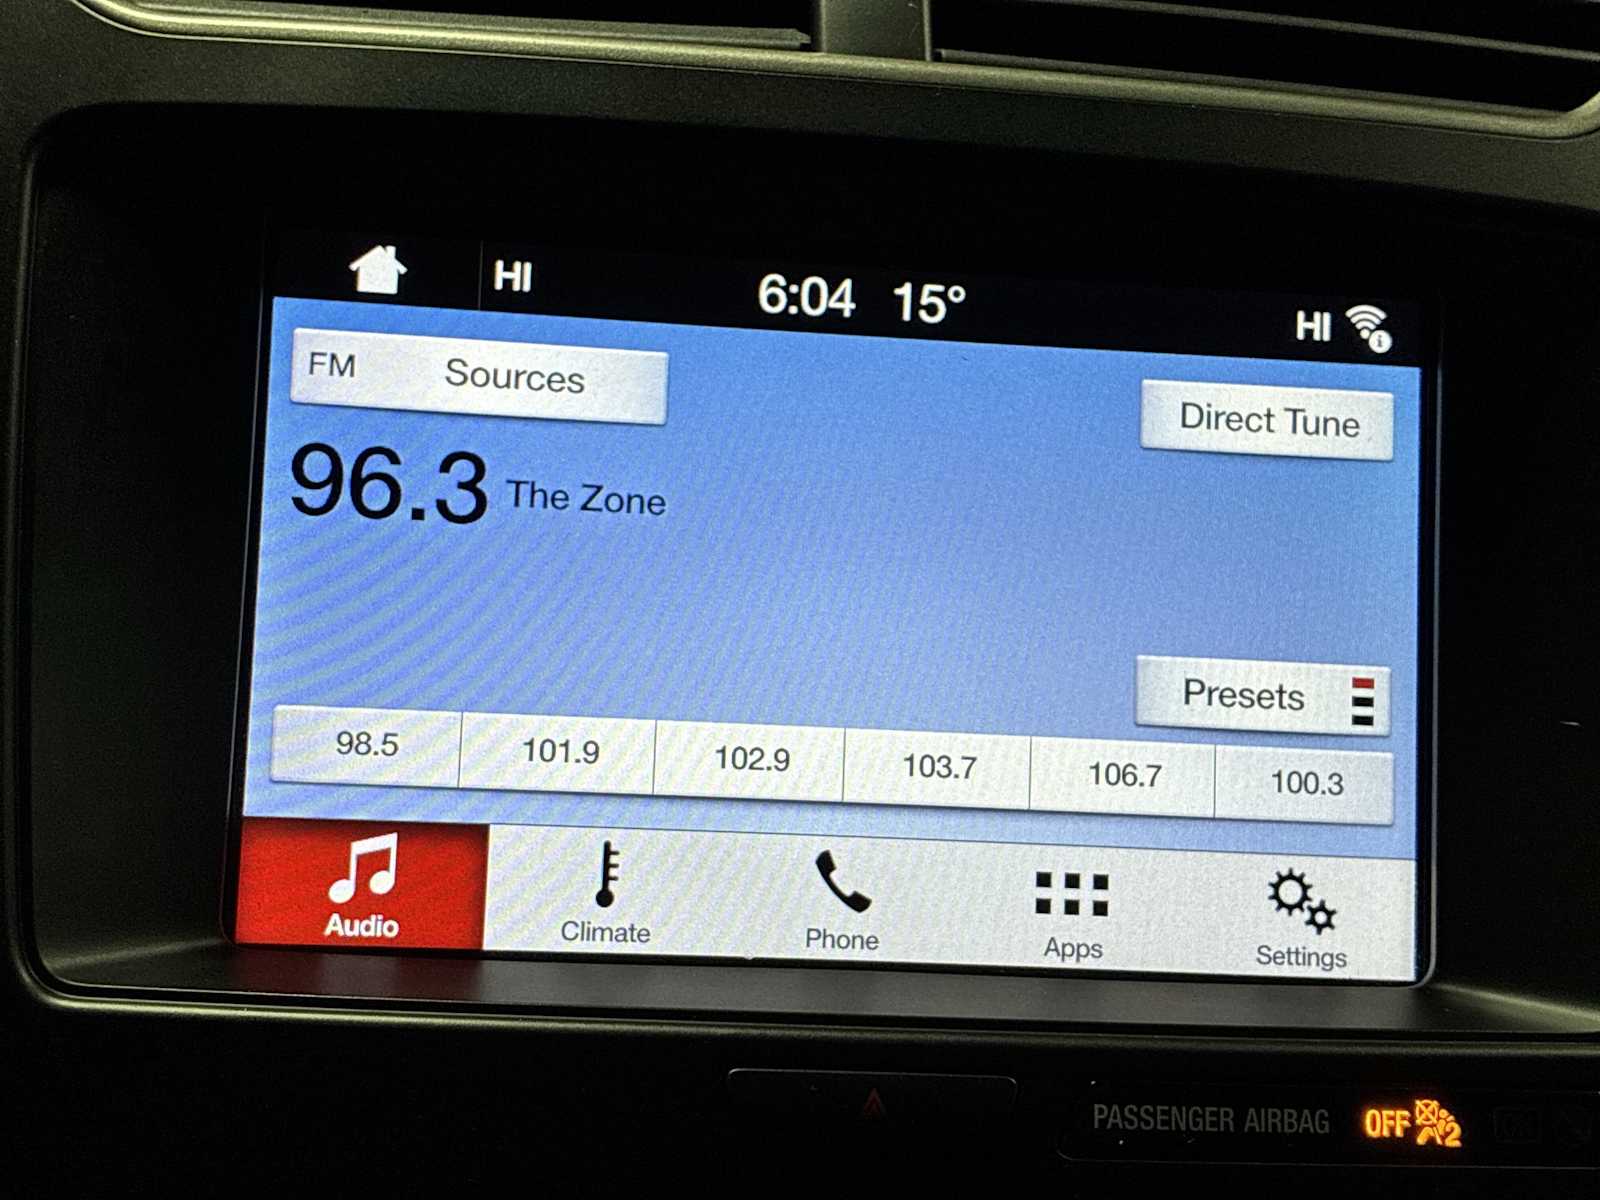 HI 6:04 15° HI
FM Sources
Direct Tune
96.3 The Zone
Presets
98.5 101.9 102.9 103.7 106.7 100.3
Audio Climate Phone Apps Settings
PASSENGER AIRBAG OFF 2